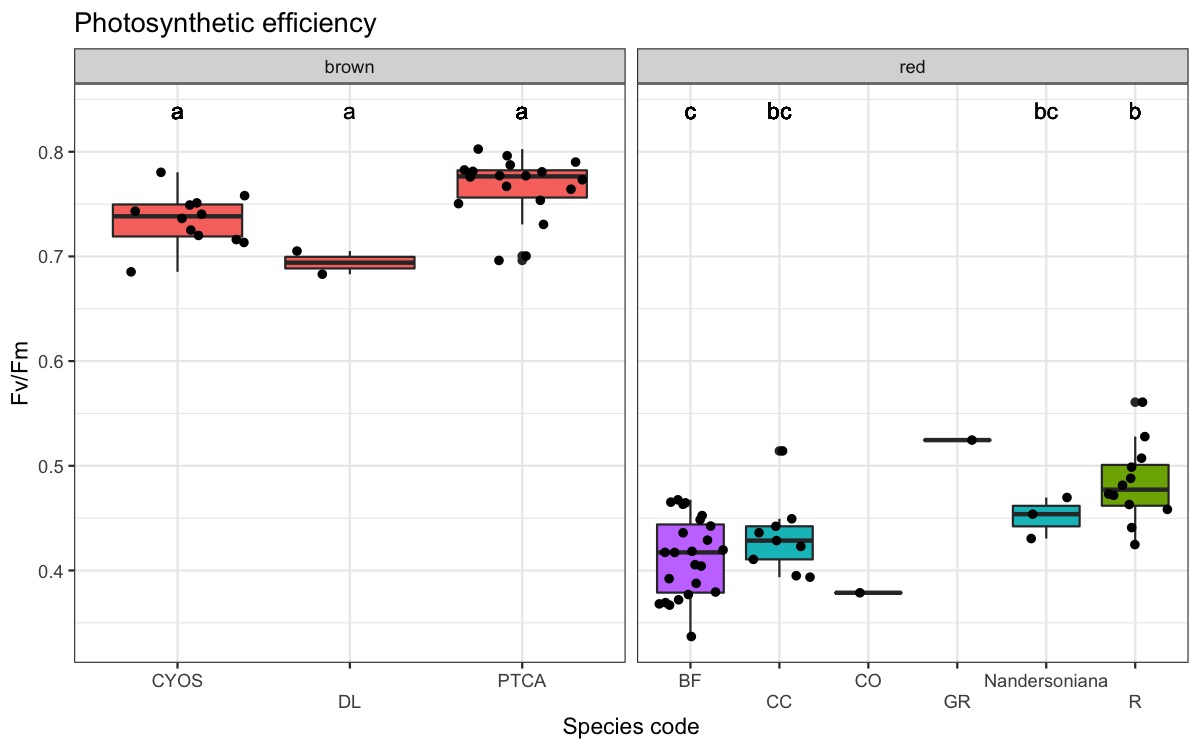 Photosynthetic efficiency
brown red
a a a c bc bc b
0.8
0.7
0.6
0.5
0.4
Fv/Fm
CYOS PTCA BF CO Nandersoniana
DL CC GR R
Species code